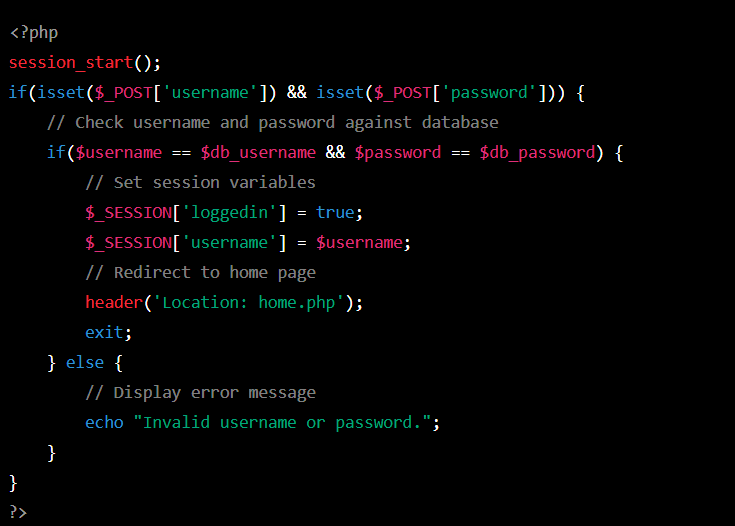 <?php
session_start();
if(isset($_POST['username']) && isset($_POST['password'])) {
    // Check username and password against database
    if($username == $db_username && $password == $db_password) {
        // Set session variables
        $_SESSION['loggedin'] = true;
        $_SESSION['username'] = $username;
        // Redirect to home page
        header('Location: home.php');
        exit;
    } else {
        // Display error message
        echo "Invalid username or password.";
    }
}
?>